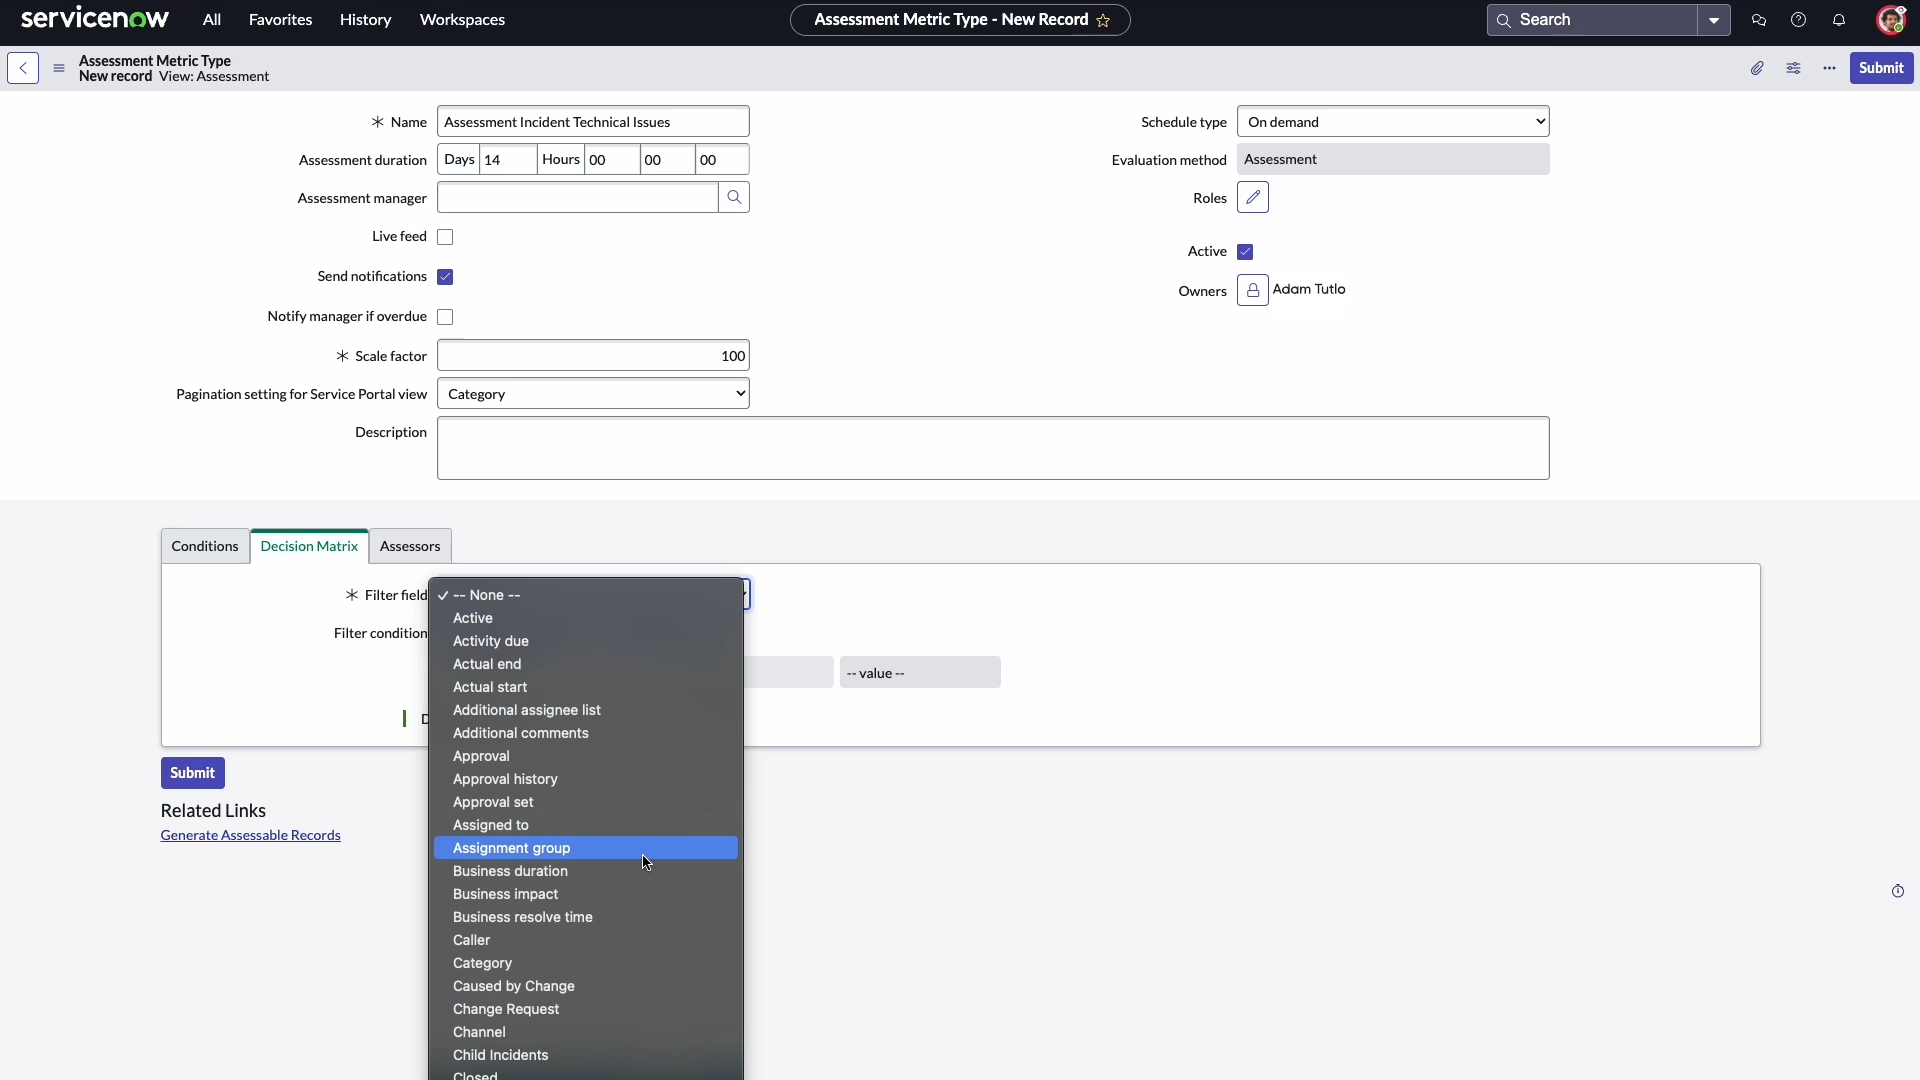 servicenow All Favorites History Workspaces Assessment Metric Type - New Record Search
Assessment Metric Type
New record View: Assessment
Submit
Name Assessment Incident Technical Issues
Schedule type On demand
Assessment duration Days 14 Hours 00 00 00
Evaluation method Assessment
Assessment manager
Roles
Live feed
Active
Send notifications
Owners Adam Tutlo
Notify manager if overdue
Scale factor 100
Pagination setting for Service Portal view Category
Description
Conditions Decision Matrix Assessors
Filter field
Filter condition
-- value --
D
✓ -- None --
Active
Activity due
Actual end
Actual start
Additional assignee list
Additional comments
Approval
Approval history
Approval set
Assigned to
Assignment group
Business duration
Business impact
Business resolve time
Caller
Category
Caused by Change
Change Request
Channel
Child Incidents
Closed
Submit
Related Links
Generate Assessable Records